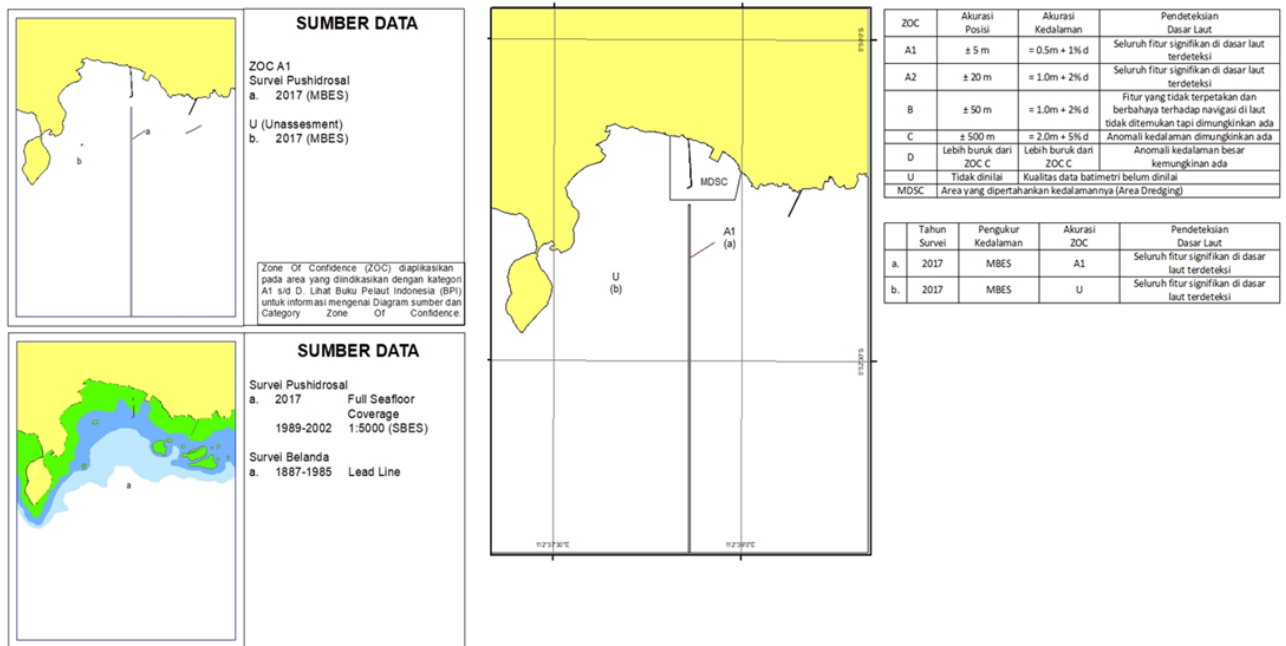 SUMBER DATA
ZOC A1
Survei Pushidrosal
a. 2017 (MBES)
U (Unassesment)
b. 2017 (MBES)
a
b
Zone Of Confidence (ZOC) diaplikasikan
pada area yang diindikasikan dengan kategori
A1 s/d D. Lihat Buku Pelaut Indonesia (BPI)
untuk informasi mengenai Diagram sumber dan
Category Zone Of Confidence.
SUMBER DATA
Survei Pushidrosal
a. 2017 Full Seafloor
Coverage
1989-2002 1:5000 (SBES)
Survei Belanda
a. 1887-1985 Lead Line
a
MDSC
A1
(a)
U
(b)
5°52'30"S
112°37'30"E
ZOC Akurasi Posisi Akurasi Kedalaman Pendeteksian Dasar Laut
A1 ± 5 m = 0.5m + 1% d Seluruh fitur signifikan di dasar laut terdeteksi
A2 ± 20 m = 1.0m + 2% d Seluruh fitur signifikan di dasar laut terdeteksi
B ± 50 m = 1.0m + 2% d Fitur yang tidak terpetakan dan berbahaya terhadap navigasi di laut tidak ditemukan tapi dimungkinkan ada
C ± 500 m = 2.0m + 5% d Anomali kedalaman dimungkinkan ada
D Lebih buruk dari ZOC C Lebih buruk dari ZOC C Anomali kedalaman besar kemungkinan ada
U Tidak dinilai Kualitas data batimetri belum dinilai
MDSC Area yang dipertahankan kedalamannya (Area Dredging)
Tahun Survei Pengukur Kedalaman Akurasi ZOC Pendeteksian Dasar Laut
a. 2017 MBES A1 Seluruh fitur signifikan di dasar laut terdeteksi
b. 2017 MBES U Seluruh fitur signifikan di dasar laut terdeteksi